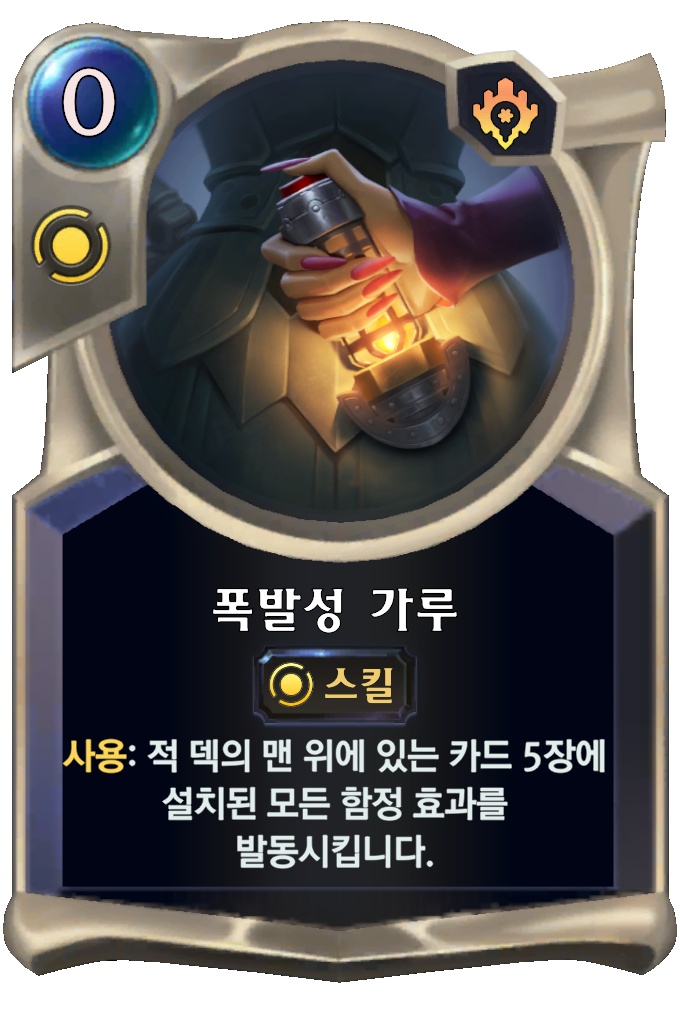 0
폭발성 가루
스킬
사용: 적 덱의 맨 위에 있는 카드 5장에
설치된 모든 함정 효과를
발동시킵니다.